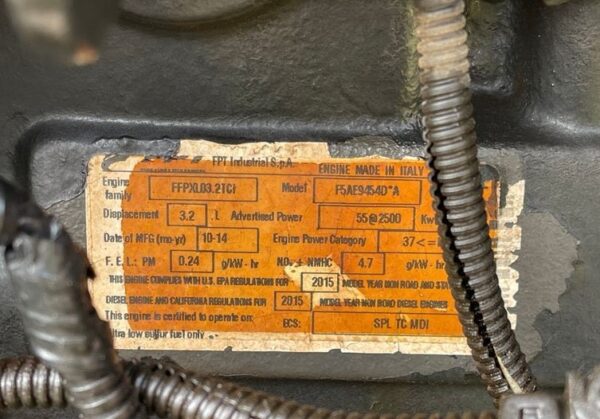 FPT Industrial S.p.A.
ENGINE MADE IN ITALY
Engine family FFPXL03.2TCI Model F5AE9454D*A
Displacement 3.2 .L Advertised Power 55@2500 Kw
Date of MFG (mo-yr) 10-14 Engine Power Category 37<=
F. E. L.: PM 0.24 g/kW - hr NOx + NMHC 4.7 g/kW - hr
THIS ENGINE COMPLIES WITH U.S. EPA REGULATIONS FOR 2015 MODEL YEAR NON ROAD AND STA
DIESEL ENGINE AND CALIFORNIA REGULATIONS FOR 2015 MODEL YEAR NON ROAD DIESEL ENGINES
This engine is certified to operate on: ECS: SPL TC MDI
ltra low sulfur fuel only